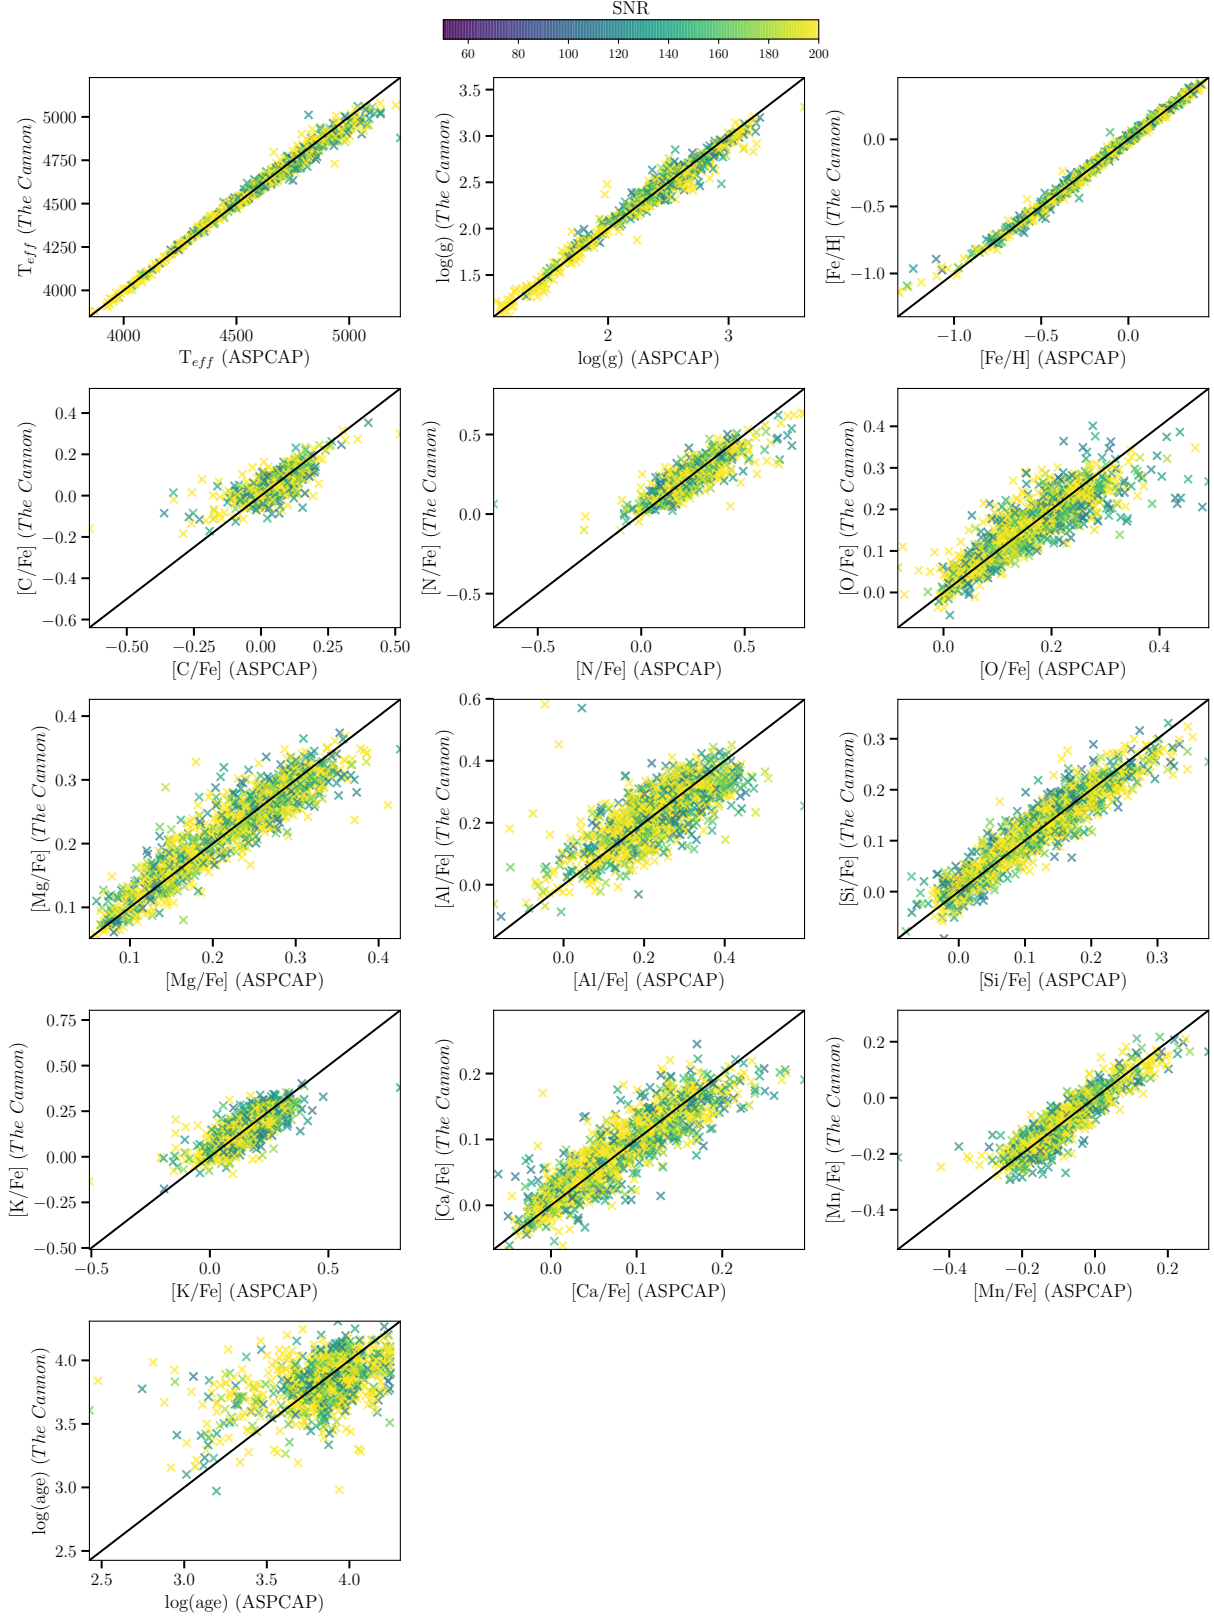 SNR
60 80 100 120 140 160 180 200
5000
4750
4500
4250
4000
T_eff (The Cannon)
4000 4500 5000
T_eff (ASPCAP)
3.5
3.0
2.5
2.0
1.5
log(g) (The Cannon)
2 3
log(g) (ASPCAP)
0.0
−0.5
−1.0
[Fe/H] (The Cannon)
−1.0 −0.5 0.0
[Fe/H] (ASPCAP)
0.4
0.2
0.0
−0.2
−0.4
−0.6
[C/Fe] (The Cannon)
−0.50 −0.25 0.00 0.25 0.50
[C/Fe] (ASPCAP)
0.5
0.0
−0.5
[N/Fe] (The Cannon)
−0.5 0.0 0.5
[N/Fe] (ASPCAP)
0.4
0.3
0.2
0.1
0.0
[O/Fe] (The Cannon)
0.0 0.2 0.4
[O/Fe] (ASPCAP)
0.4
0.3
0.2
0.1
[Mg/Fe] (The Cannon)
0.1 0.2 0.3 0.4
[Mg/Fe] (ASPCAP)
0.6
0.4
0.2
0.0
[Al/Fe] (The Cannon)
0.0 0.2 0.4
[Al/Fe] (ASPCAP)
0.3
0.2
0.1
0.0
[Si/Fe] (The Cannon)
0.0 0.1 0.2 0.3
[Si/Fe] (ASPCAP)
0.75
0.50
0.25
0.00
−0.25
−0.50
[K/Fe] (The Cannon)
−0.5 0.0 0.5
[K/Fe] (ASPCAP)
0.2
0.1
0.0
[Ca/Fe] (The Cannon)
0.0 0.1 0.2
[Ca/Fe] (ASPCAP)
0.2
0.0
−0.2
−0.4
[Mn/Fe] (The Cannon)
−0.4 −0.2 0.0 0.2
[Mn/Fe] (ASPCAP)
4.0
3.5
3.0
2.5
log(age) (The Cannon)
2.5 3.0 3.5 4.0
log(age) (ASPCAP)